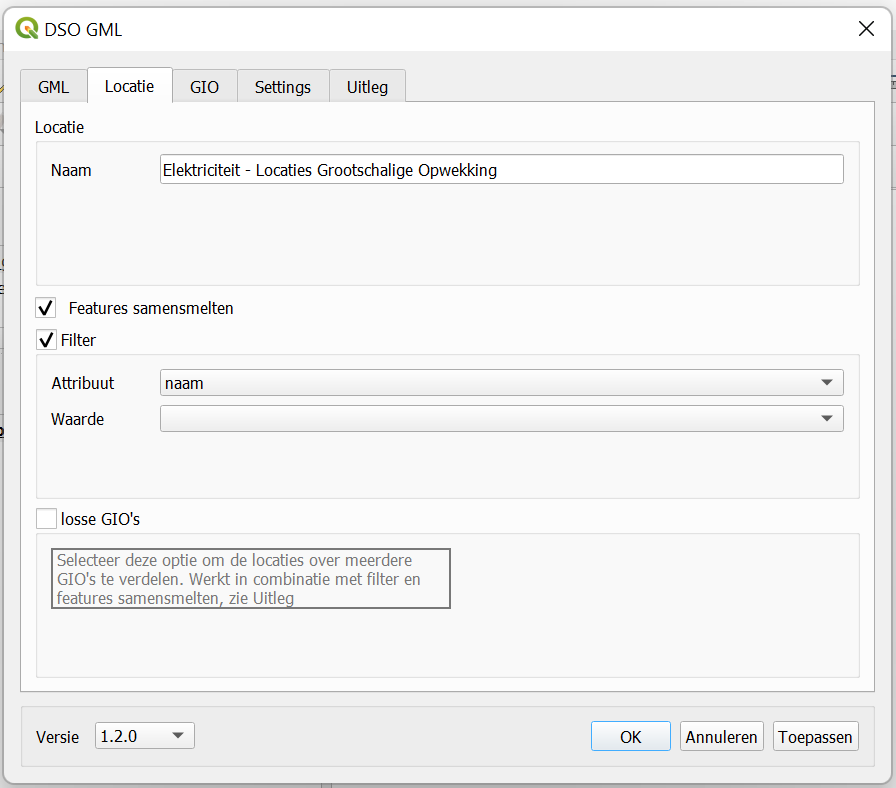 DSO GML
GML Locatie GIO Settings Uitleg
Locatie
Naam Elektriciteit - Locaties Grootschalige Opwekking
Features samensmelten
Filter
Attribuut naam
Waarde
losse GIO's
Selecteer deze optie om de locaties over meerdere
GIO's te verdelen. Werkt in combinatie met filter en
features samensmelten, zie Uitleg
Versie 1.2.0 OK Annuleren Toepassen